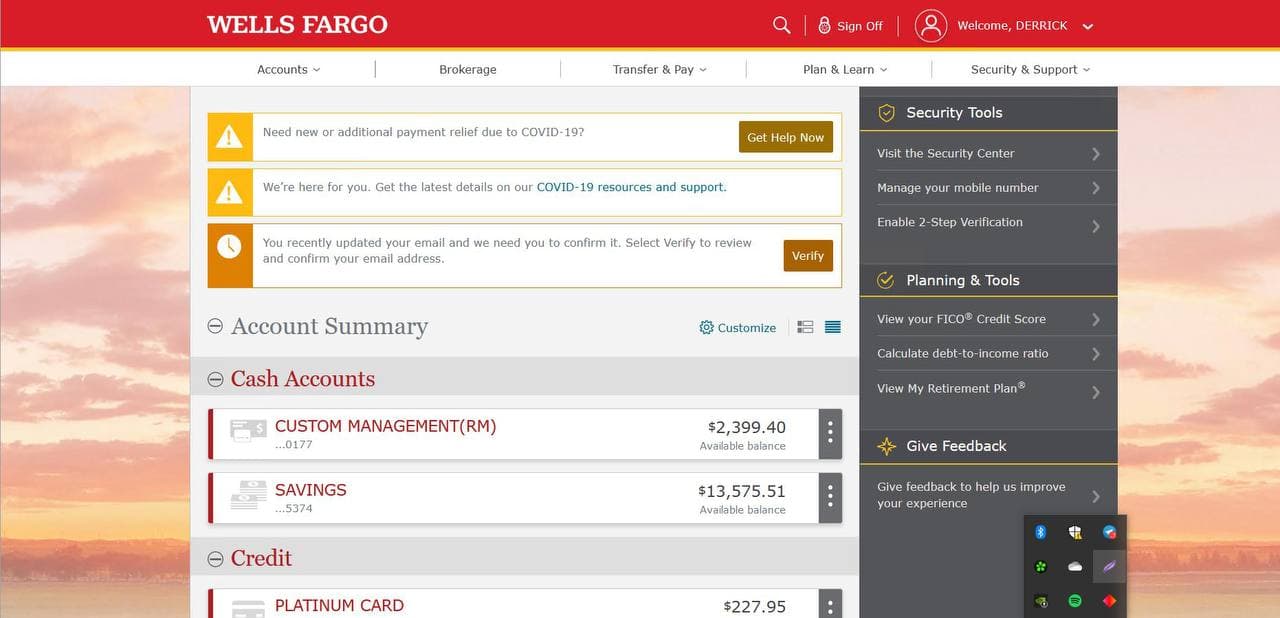 WELLS FARGO
Sign Off
Welcome, DERRICK
Accounts
Brokerage
Transfer & Pay
Plan & Learn
Security & Support
Need new or additional payment relief due to COVID-19?
Get Help Now
We’re here for you. Get the latest details on our COVID-19 resources and support.
You recently updated your email and we need you to confirm it. Select Verify to review
and confirm your email address.
Verify
Account Summary
Customize
Cash Accounts
CUSTOM MANAGEMENT(RM)
...0177
$2,399.40
Available balance
SAVINGS
...5374
$13,575.51
Available balance
Credit
PLATINUM CARD
$227.95
Security Tools
Visit the Security Center
Manage your mobile number
Enable 2-Step Verification
Planning & Tools
View your FICO® Credit Score
Calculate debt-to-income ratio
View My Retirement Plan®
Give Feedback
Give feedback to help us improve
your experience